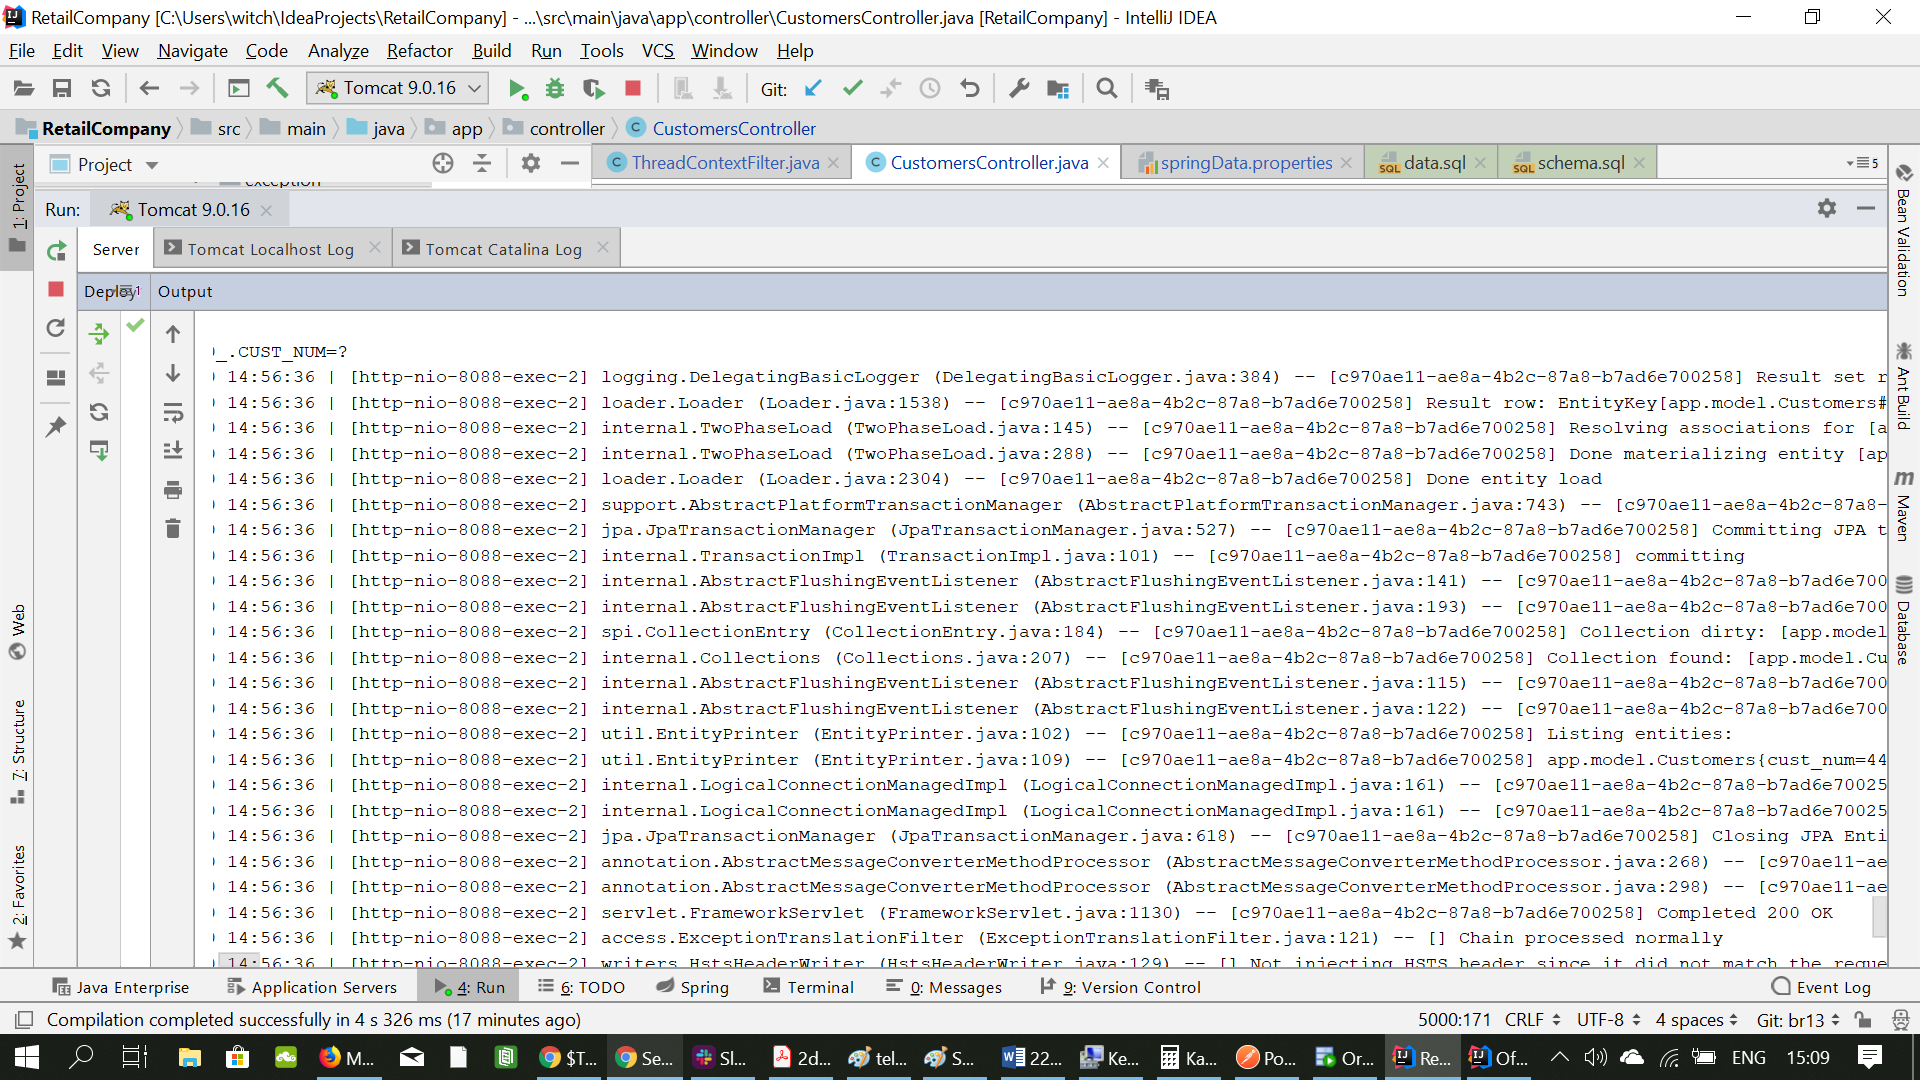 RetailCompany [C:\Users\witch\IdeaProjects\RetailCompany] - ...\src\main\java\app\controller\CustomersController.java [RetailCompany] - IntelliJ IDEA
File Edit View Navigate Code Analyze Refactor Build Run Tools VCS Window Help
Tomcat 9.0.16 Git:
RetailCompany src main java app controller CustomersController
Project ThreadContextFilter.java CustomersController.java springData.properties data.sql schema.sql 5
exception
Run: Tomcat 9.0.16
Server Tomcat Localhost Log Tomcat Catalina Log
Deploy 1 Output
_.CUST_NUM=?
14:56:36 | [http-nio-8088-exec-2] logging.DelegatingBasicLogger (DelegatingBasicLogger.java:384) -- [c970ae11-ae8a-4b2c-87a8-b7ad6e700258] Result set r
14:56:36 | [http-nio-8088-exec-2] loader.Loader (Loader.java:1538) -- [c970ae11-ae8a-4b2c-87a8-b7ad6e700258] Result row: EntityKey[app.model.Customers#
14:56:36 | [http-nio-8088-exec-2] internal.TwoPhaseLoad (TwoPhaseLoad.java:145) -- [c970ae11-ae8a-4b2c-87a8-b7ad6e700258] Resolving associations for [a
14:56:36 | [http-nio-8088-exec-2] internal.TwoPhaseLoad (TwoPhaseLoad.java:288) -- [c970ae11-ae8a-4b2c-87a8-b7ad6e700258] Done materializing entity [ap
14:56:36 | [http-nio-8088-exec-2] loader.Loader (Loader.java:2304) -- [c970ae11-ae8a-4b2c-87a8-b7ad6e700258] Done entity load
14:56:36 | [http-nio-8088-exec-2] support.AbstractPlatformTransactionManager (AbstractPlatformTransactionManager.java:743) -- [c970ae11-ae8a-4b2c-87a8-
14:56:36 | [http-nio-8088-exec-2] jpa.JpaTransactionManager (JpaTransactionManager.java:527) -- [c970ae11-ae8a-4b2c-87a8-b7ad6e700258] Committing JPA t
14:56:36 | [http-nio-8088-exec-2] internal.TransactionImpl (TransactionImpl.java:101) -- [c970ae11-ae8a-4b2c-87a8-b7ad6e700258] committing
14:56:36 | [http-nio-8088-exec-2] internal.AbstractFlushingEventListener (AbstractFlushingEventListener.java:141) -- [c970ae11-ae8a-4b2c-87a8-b7ad6e700
14:56:36 | [http-nio-8088-exec-2] internal.AbstractFlushingEventListener (AbstractFlushingEventListener.java:193) -- [c970ae11-ae8a-4b2c-87a8-b7ad6e700
14:56:36 | [http-nio-8088-exec-2] spi.CollectionEntry (CollectionEntry.java:184) -- [c970ae11-ae8a-4b2c-87a8-b7ad6e700258] Collection dirty: [app.model
14:56:36 | [http-nio-8088-exec-2] internal.Collections (Collections.java:207) -- [c970ae11-ae8a-4b2c-87a8-b7ad6e700258] Collection found: [app.model.Cu
14:56:36 | [http-nio-8088-exec-2] internal.AbstractFlushingEventListener (AbstractFlushingEventListener.java:115) -- [c970ae11-ae8a-4b2c-87a8-b7ad6e700
14:56:36 | [http-nio-8088-exec-2] internal.AbstractFlushingEventListener (AbstractFlushingEventListener.java:122) -- [c970ae11-ae8a-4b2c-87a8-b7ad6e700
14:56:36 | [http-nio-8088-exec-2] util.EntityPrinter (EntityPrinter.java:102) -- [c970ae11-ae8a-4b2c-87a8-b7ad6e700258] Listing entities:
14:56:36 | [http-nio-8088-exec-2] util.EntityPrinter (EntityPrinter.java:109) -- [c970ae11-ae8a-4b2c-87a8-b7ad6e700258] app.model.Customers{cust_num=44
14:56:36 | [http-nio-8088-exec-2] internal.LogicalConnectionManagedImpl (LogicalConnectionManagedImpl.java:161) -- [c970ae11-ae8a-4b2c-87a8-b7ad6e70025
14:56:36 | [http-nio-8088-exec-2] internal.LogicalConnectionManagedImpl (LogicalConnectionManagedImpl.java:161) -- [c970ae11-ae8a-4b2c-87a8-b7ad6e70025
14:56:36 | [http-nio-8088-exec-2] jpa.JpaTransactionManager (JpaTransactionManager.java:618) -- [c970ae11-ae8a-4b2c-87a8-b7ad6e700258] Closing JPA Enti
14:56:36 | [http-nio-8088-exec-2] annotation.AbstractMessageConverterMethodProcessor (AbstractMessageConverterMethodProcessor.java:268) -- [c970ae11-ae
14:56:36 | [http-nio-8088-exec-2] annotation.AbstractMessageConverterMethodProcessor (AbstractMessageConverterMethodProcessor.java:298) -- [c970ae11-ae
14:56:36 | [http-nio-8088-exec-2] servlet.FrameworkServlet (FrameworkServlet.java:1130) -- [c970ae11-ae8a-4b2c-87a8-b7ad6e700258] Completed 200 OK
14:56:36 | [http-nio-8088-exec-2] access.ExceptionTranslationFilter (ExceptionTranslationFilter.java:121) -- [] Chain processed normally
14:56:36 | [http-nio-8088-exec-2] writers.HstsHeaderWriter (HstsHeaderWriter.java:129) -- [] Not injecting HSTS header since it did not match the reque
1: Project
Web
7: Structure
2: Favorites
Bean Validation
Ant Build
m Maven
Database
Java Enterprise Application Servers 4: Run 6: TODO Spring Terminal 0: Messages 9: Version Control Event Log
Compilation completed successfully in 4 s 326 ms (17 minutes ago) 5000:171 CRLF UTF-8 4 spaces Git: br13
M... $T... Se... Sl... 2d... tel... S... 22... Ke... Ka... Po... Or... Re... Of... ENG 15:09